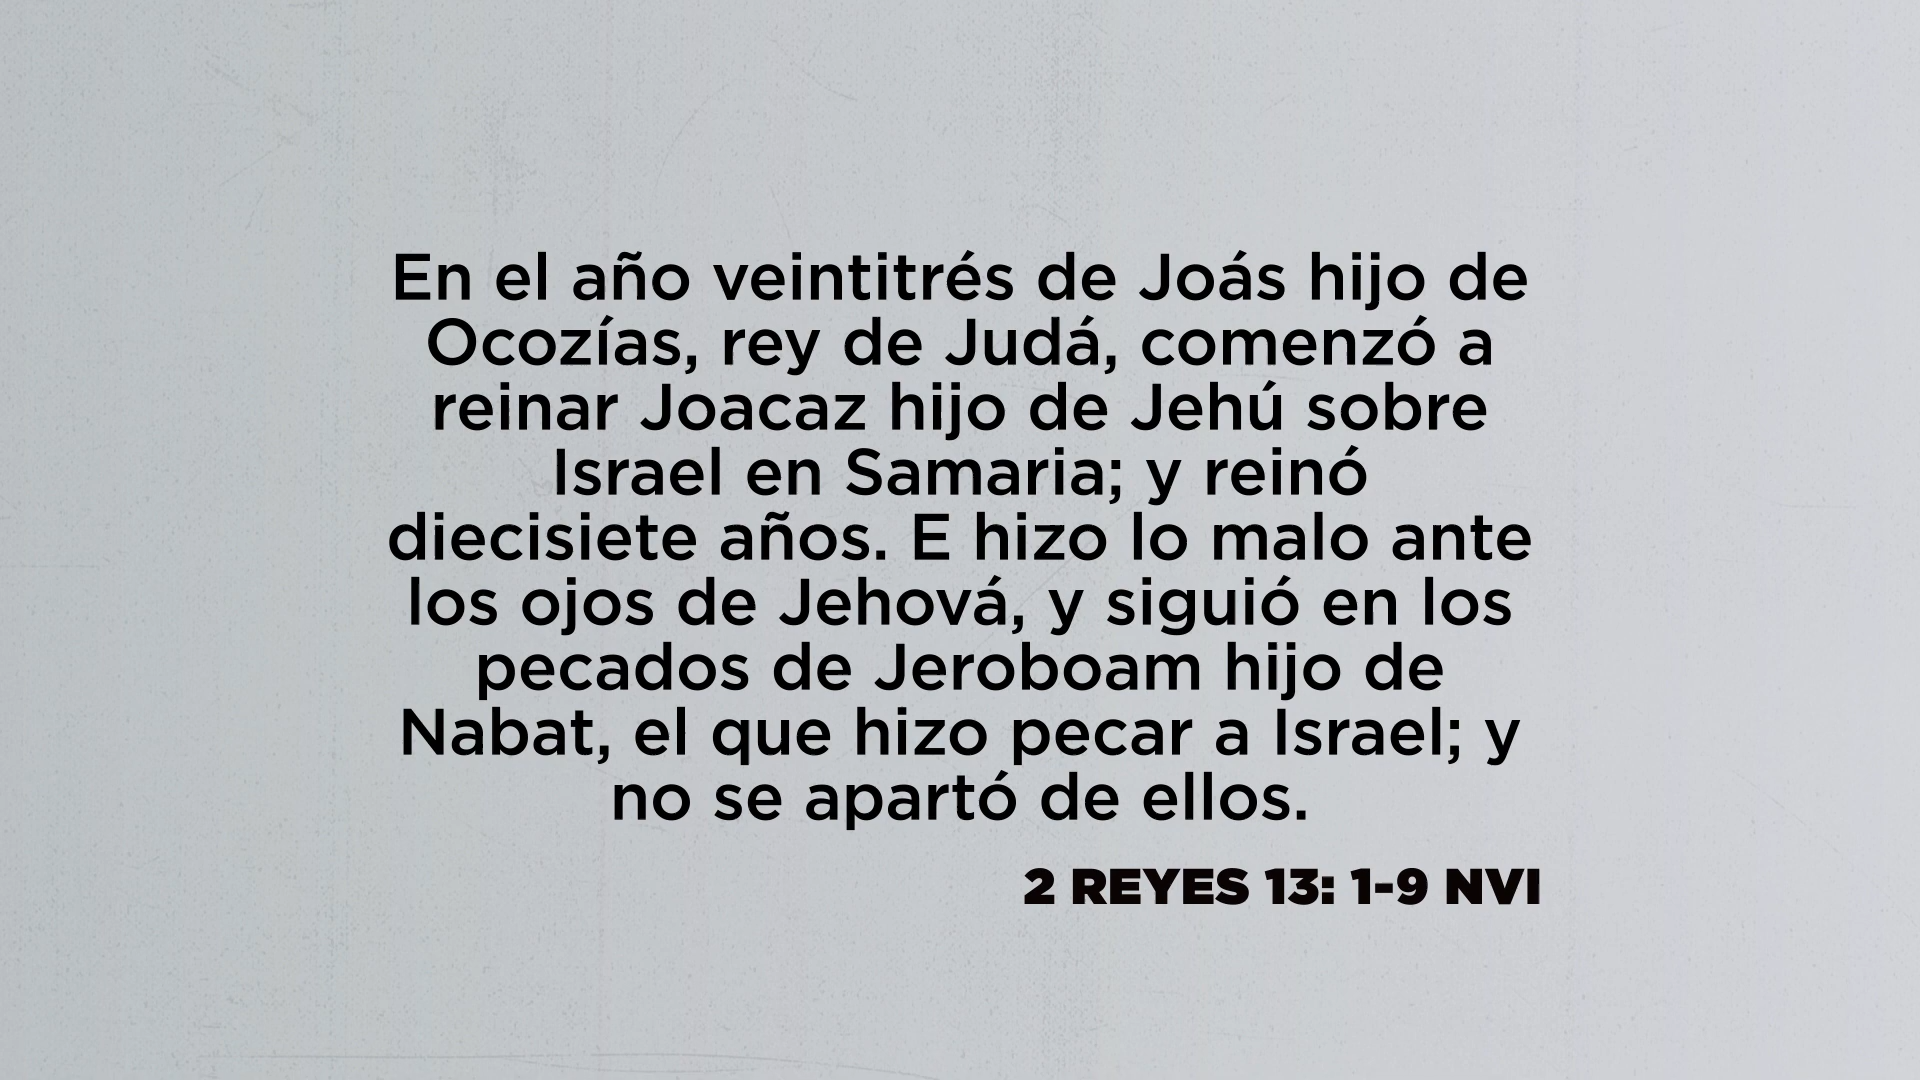 En el año veintitrés de Joás hijo de
Ocozías, rey de Judá, comenzó a
reinar Joacaz hijo de Jehú sobre
Israel en Samaria; y reinó
diecisiete años. E hizo lo malo ante
los ojos de Jehová, y siguió en los
pecados de Jeroboam hijo de
Nabat, el que hizo pecar a Israel; y
no se apartó de ellos.
2 REYES 13: 1-9 NVI